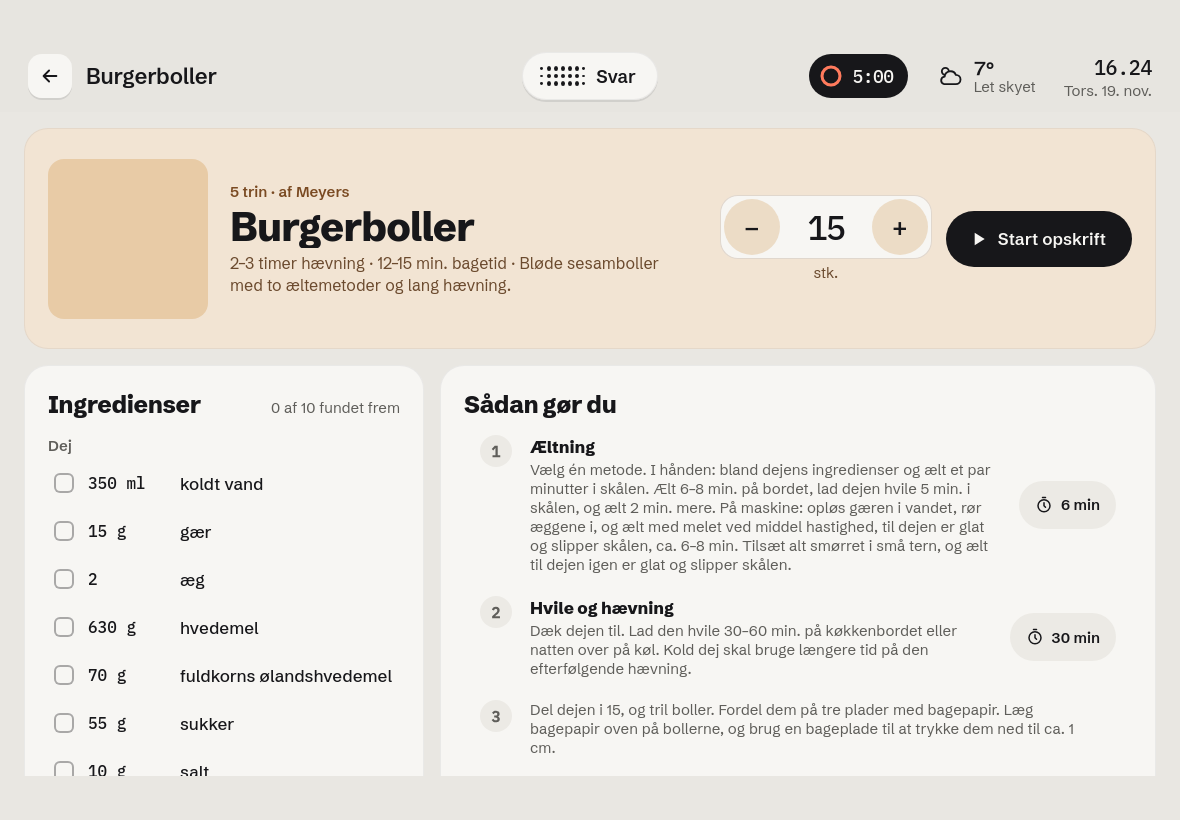 Burgerboller
Svar
5:00
7°
Let skyet
16.24
Tors. 19. nov.
5 trin · af Meyers
Burgerboller
2–3 timer hævning · 12–15 min. bagetid · Bløde sesamboller
med to æltemetoder og lang hævning.
− 15 +
stk.
Start opskrift
Ingredienser
0 af 10 fundet frem
Dej
350 ml koldt vand
15 g gær
2 æg
630 g hvedemel
70 g fuldkorns ølandshvedemel
55 g sukker
10 g salt
Sådan gør du
1 Æltning
Vælg én metode. I hånden: bland dejens ingredienser og ælt et par
minutter i skålen. Ælt 6–8 min. på bordet, lad dejen hvile 5 min. i
skålen, og ælt 2 min. mere. På maskine: opløs gæren i vandet, rør
æggene i, og ælt med melet ved middel hastighed, til dejen er glat
og slipper skålen, ca. 6–8 min. Tilsæt alt smørret i små tern, og ælt
til dejen igen er glat og slipper skålen.
6 min
2 Hvile og hævning
Dæk dejen til. Lad den hvile 30–60 min. på køkkenbordet eller
natten over på køl. Kold dej skal bruge længere tid på den
efterfølgende hævning.
30 min
3 Del dejen i 15, og tril boller. Fordel dem på tre plader med bagepapir. Læg
bagepapir oven på bollerne, og brug en bageplade til at trykke dem ned til ca. 1
cm.